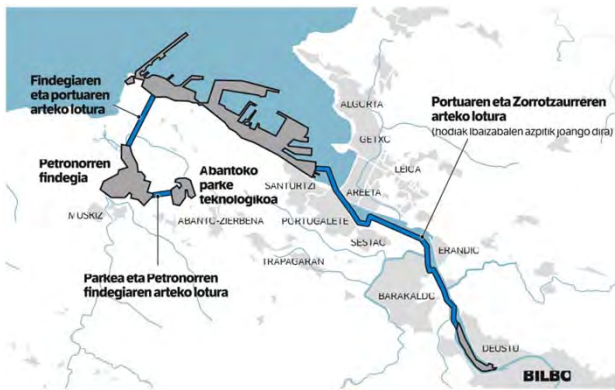 Findegiaren
eta portuaren
arteko lotura
Petronorren
findegia
Abantoko
parke
teknologikoa
MUSKIZ
ABANTO-ZIERBENA
Parkea eta Petronorren
findegiaren arteko lotura
ALGORTA
GETXO
LEIOA
SANTURTZI
AREETA
PORTUGALETE
SESTAO
TRAPAGARAN
BARAKALDO
ERANDIO
DEUSTU
BILBO
Portuaren eta Zorrotzaurreren
arteko lotura
(hodiak Ibaizabalen azpitik joango dira)